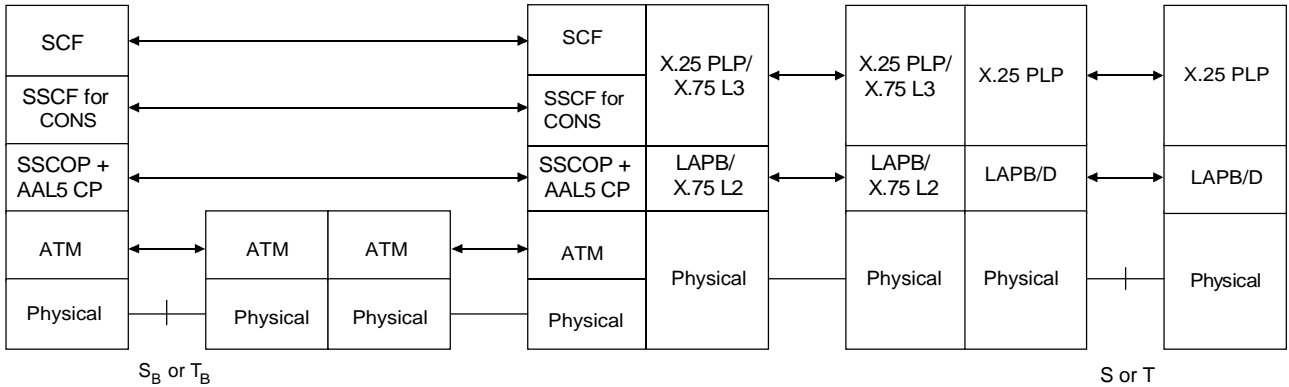 SCF
SSCF for
CONS
SSCOP +
AAL5 CP
ATM
Physical
ATM
Physical
ATM
Physical
SCF
SSCF for
CONS
SSCOP +
AAL5 CP
ATM
Physical
X.25 PLP/
X.75 L3
LAPB/
X.75 L2
Physical
X.25 PLP/
X.75 L3
LAPB/
X.75 L2
Physical
X.25 PLP
LAPB/D
Physical
X.25 PLP
LAPB/D
Physical
SB or TB
S or T